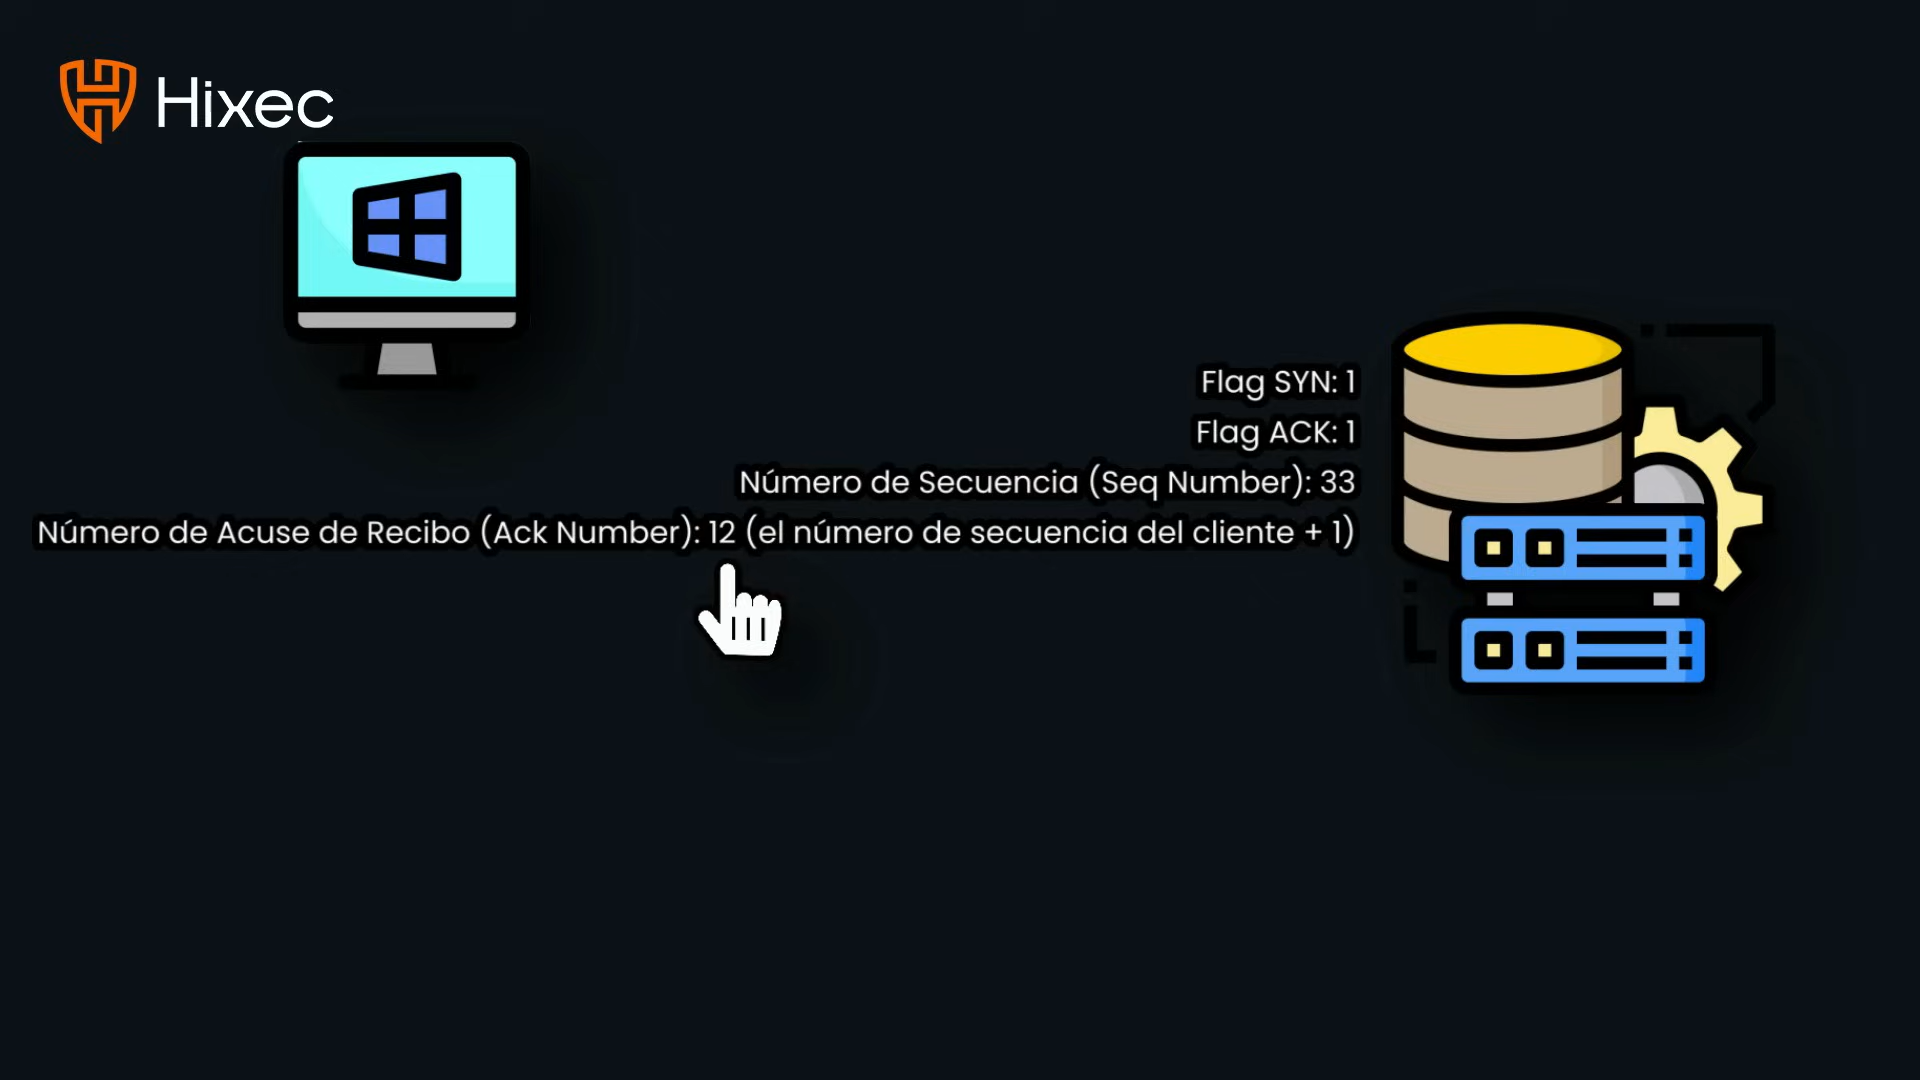 Hixec
Flag SYN: 1
Flag ACK: 1
Número de Secuencia (Seq Number): 33
Número de Acuse de Recibo (Ack Number): 12 (el número de secuencia del cliente + 1)